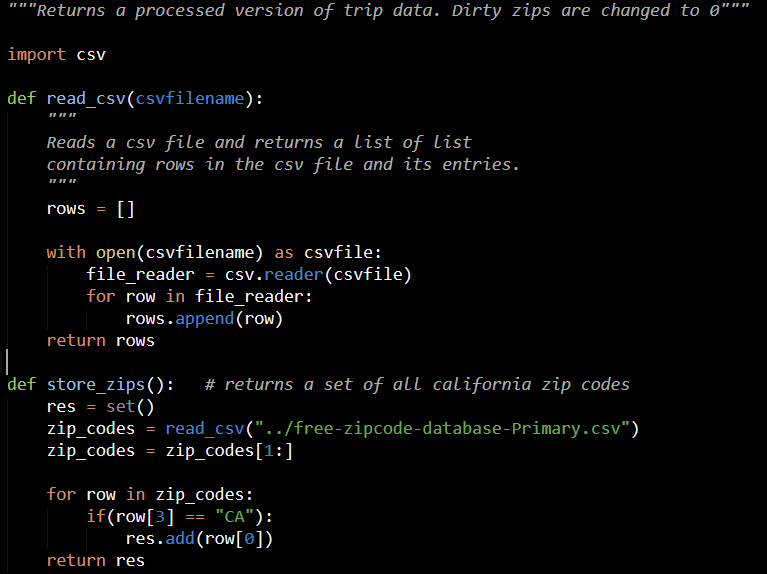 """Returns a processed version of trip data. Dirty zips are changed to 0"""
import csv
def read_csv(csvfilename):
"""
Reads a csv file and returns a list of list
containing rows in the csv file and its entries.
"""
rows = []
with open(csvfilename) as csvfile:
file_reader = csv.reader(csvfile)
for row in file_reader:
rows.append(row)
return rows
def store_zips():   # returns a set of all california zip codes
res = set()
zip_codes = read_csv("../free-zipcode-database-Primary.csv")
zip_codes = zip_codes[1:]
for row in zip_codes:
if(row[3] == "CA"):
res.add(row[0])
return res